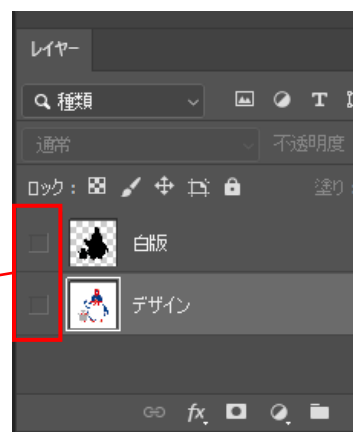 レイヤー
種類
T
通常 不透明度
ロック: 塗り:
白版
デザイン
fx